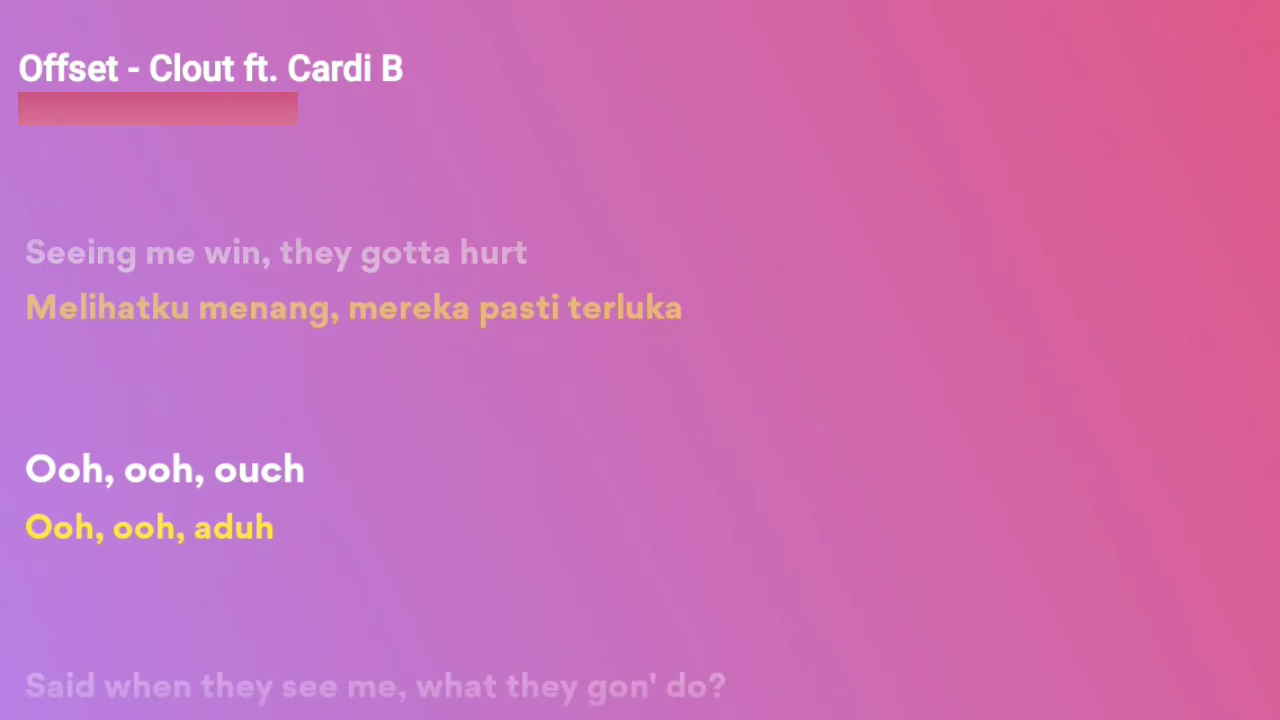 Offset - Clout ft. Cardi B
Seeing me win, they gotta hurt
Melihatku menang, mereka pasti terluka
Ooh, ooh, ouch
Ooh, ooh, aduh
Said when they see me, what they gon' do?